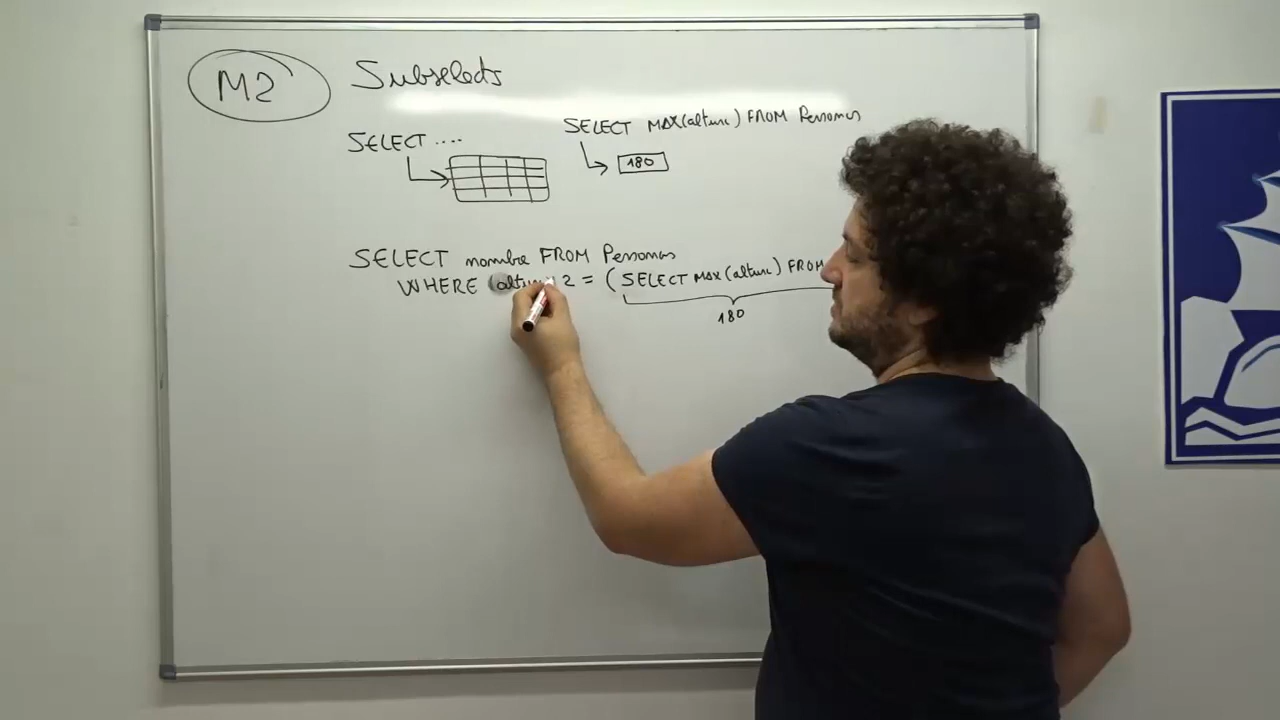 M2
Subselects
SELECT ....
SELECT MAX(altura) FROM Personas
180
SELECT nombre FROM Personas
WHERE (altura 2 = (SELECT MAX(altura) FROM
180